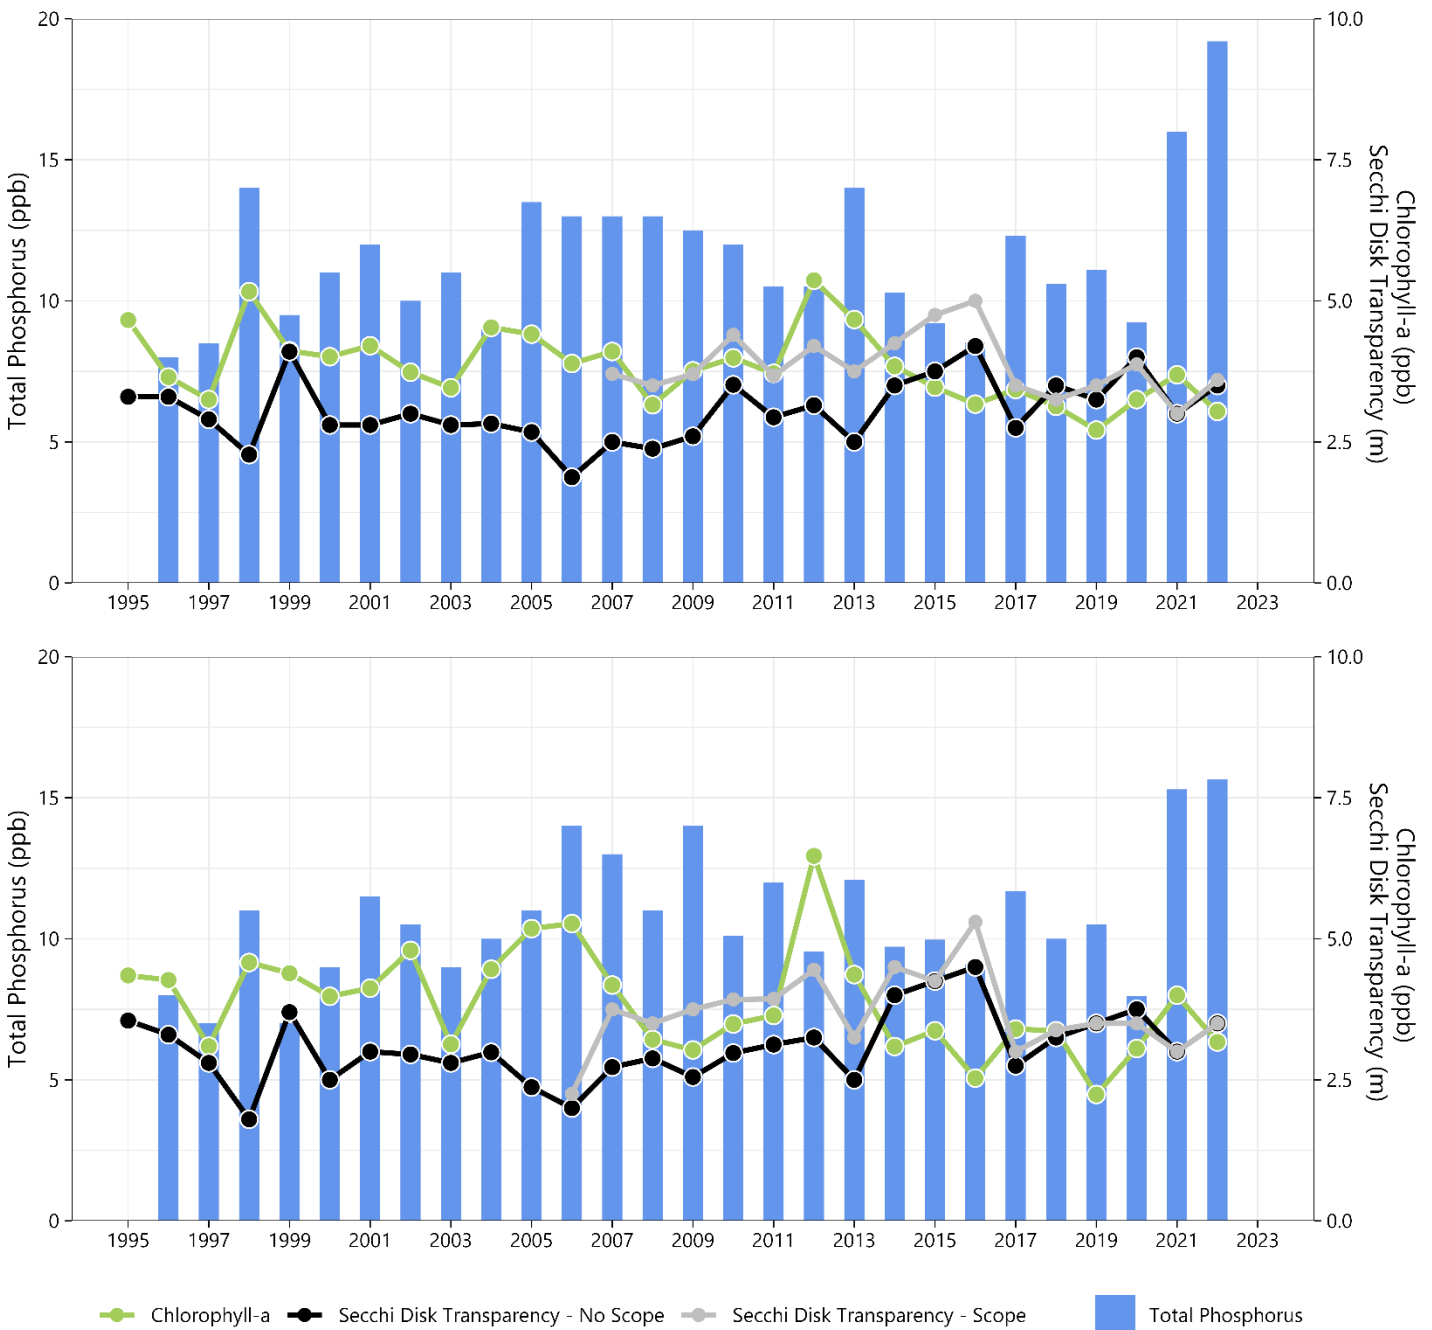 Total Phosphorus (ppb)
20
15
10
5
0
10.0
7.5
5.0
2.5
0.0
Chlorophyll-a (ppb)
Secchi Disk Transparency (m)
1995 1997 1999 2001 2003 2005 2007 2009 2011 2013 2015 2017 2019 2021 2023
Total Phosphorus (ppb)
20
15
10
5
0
10.0
7.5
5.0
2.5
0.0
Chlorophyll-a (ppb)
Secchi Disk Transparency (m)
1995 1997 1999 2001 2003 2005 2007 2009 2011 2013 2015 2017 2019 2021 2023
Chlorophyll-a Secchi Disk Transparency - No Scope Secchi Disk Transparency - Scope Total Phosphorus